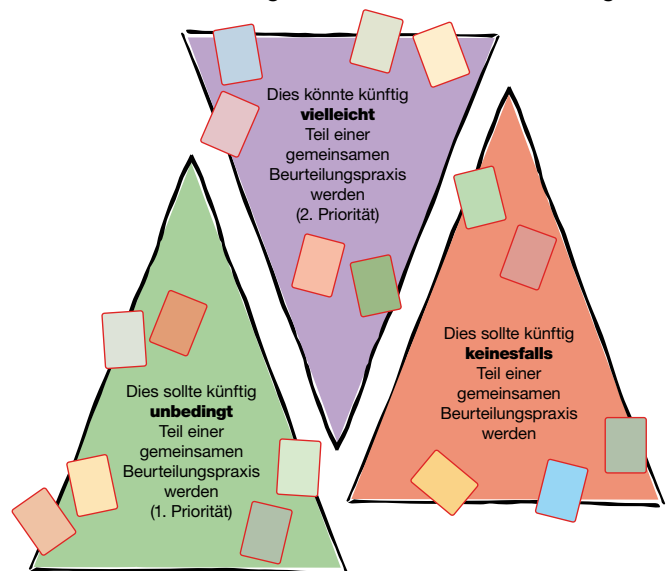 Dies könnte künftig
vielleicht
Teil einer
gemeinsamen
Beurteilungspraxis
werden
(2. Priorität)
Dies sollte künftig
unbedingt
Teil einer
gemeinsamen
Beurteilungspraxis
werden
(1. Priorität)
Dies sollte künftig
keinesfalls
Teil einer
gemeinsamen
Beurteilungspraxis
werden